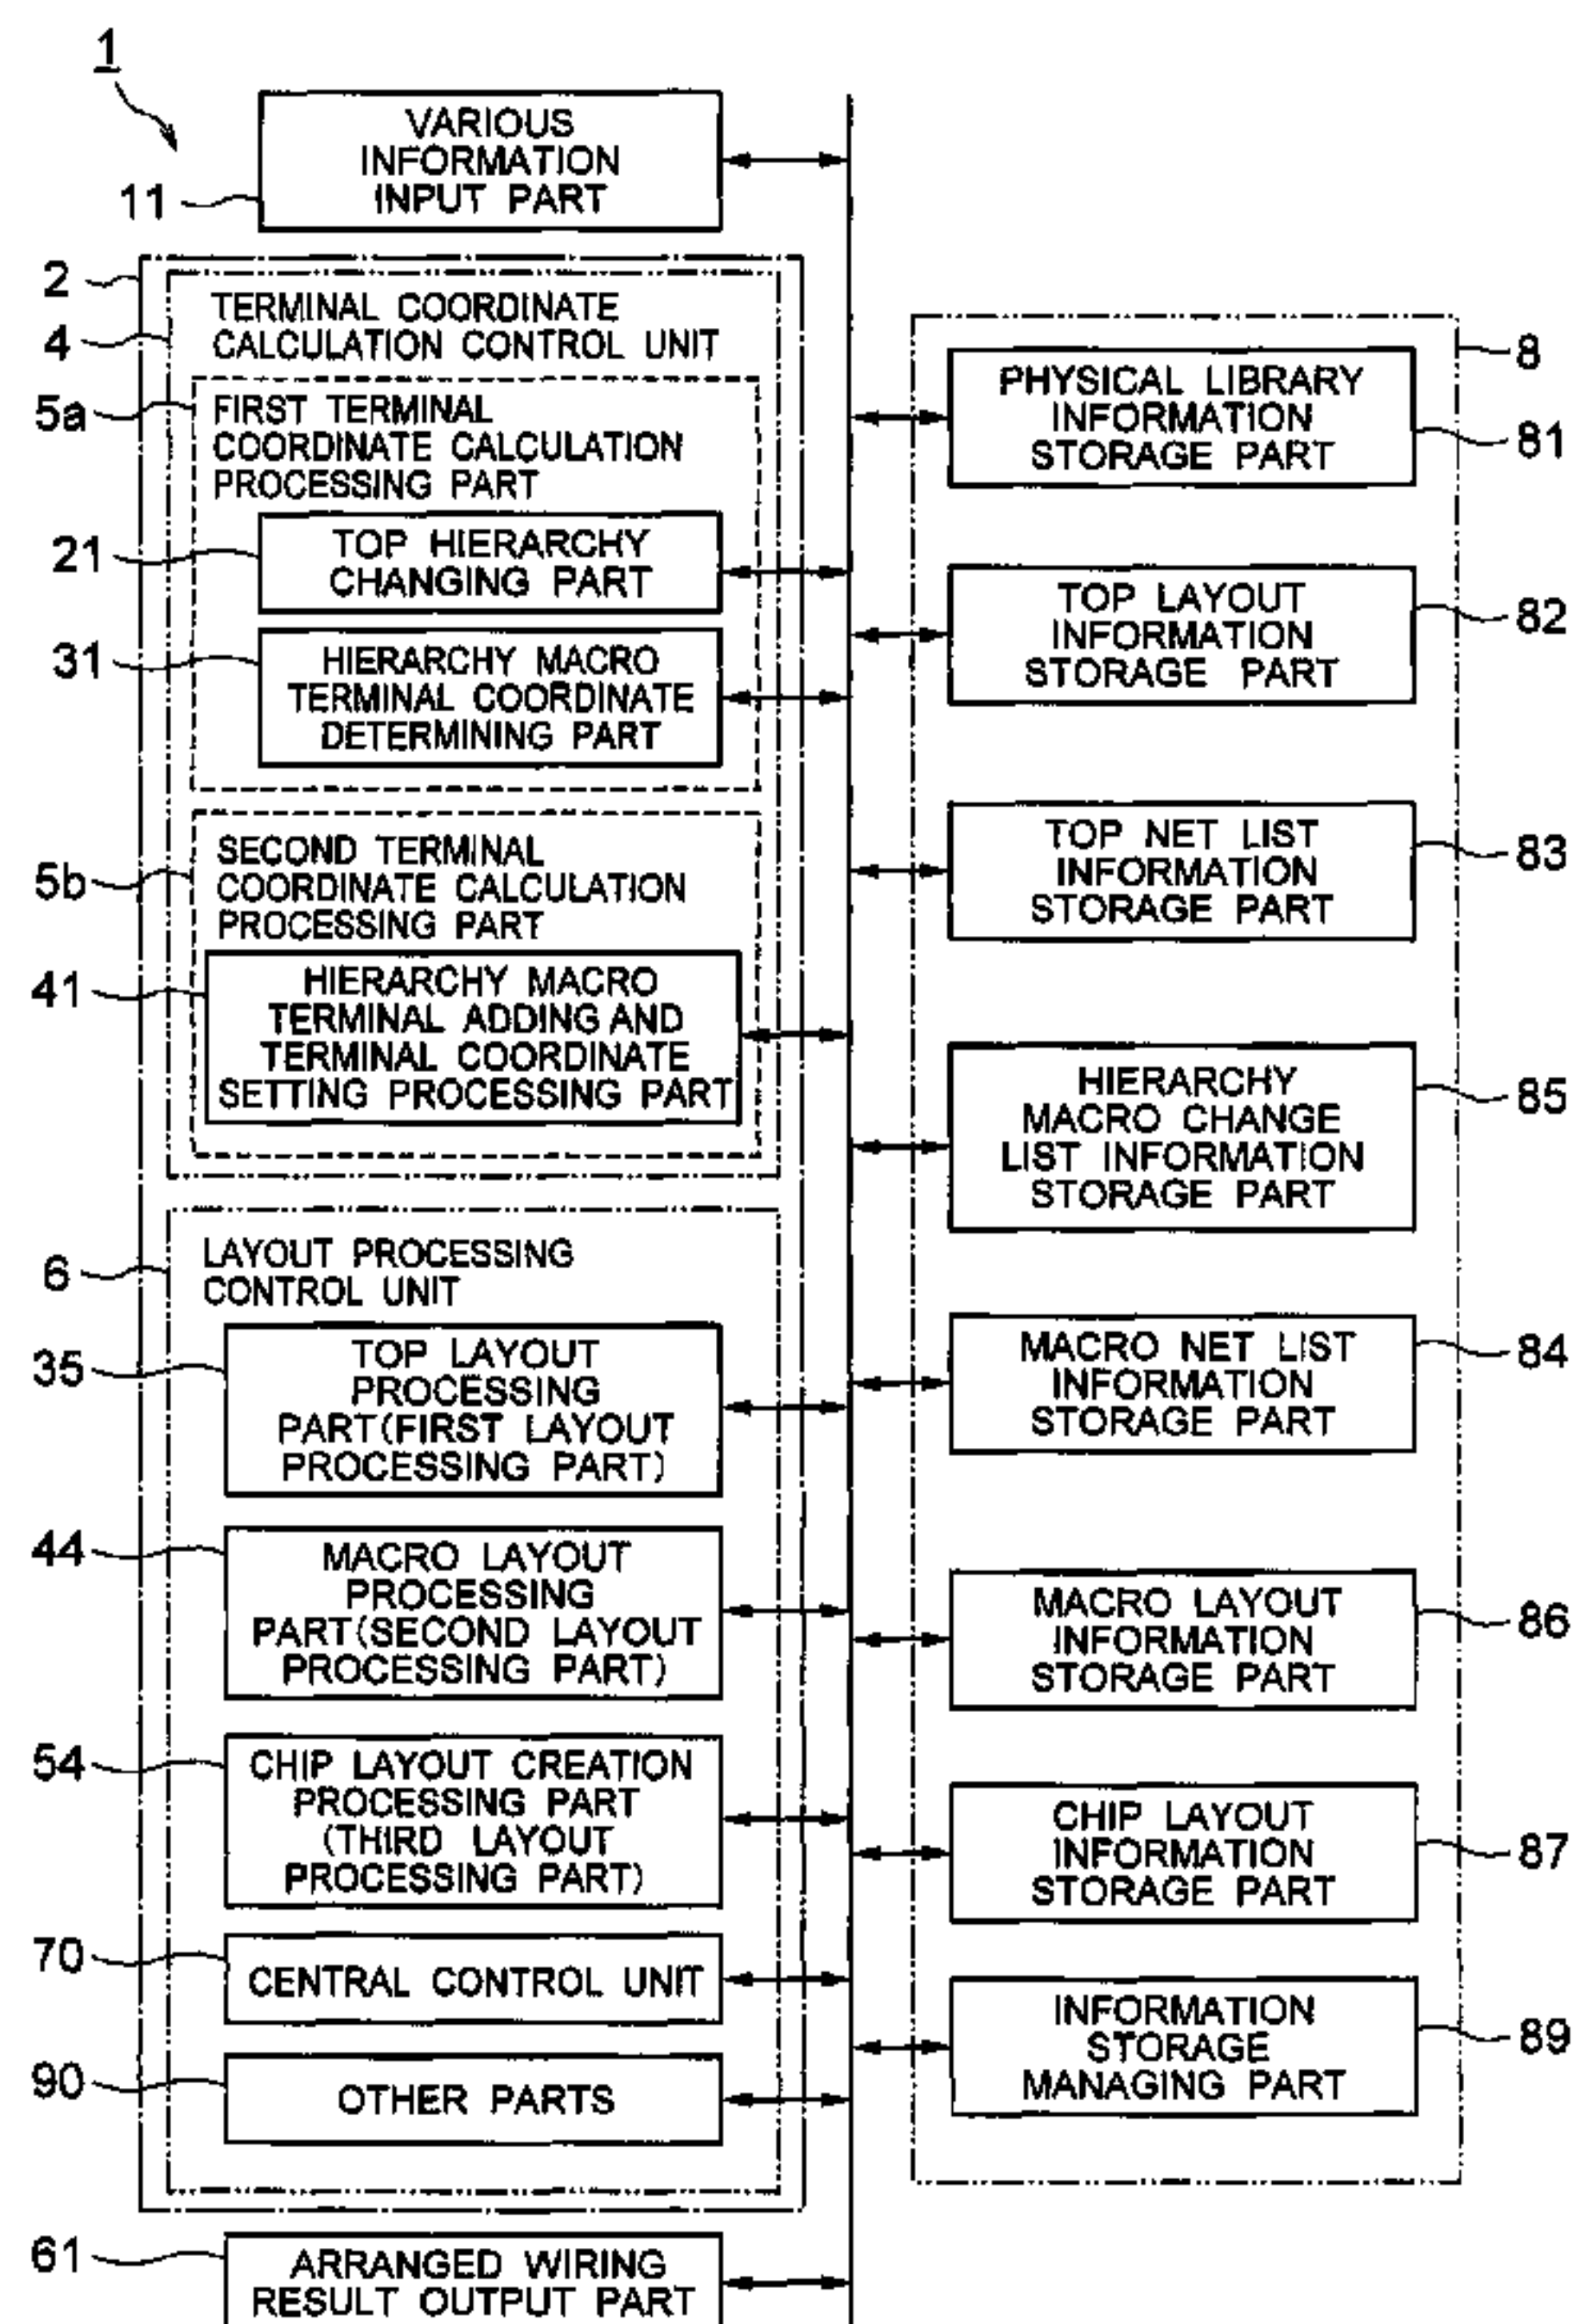 1
VARIOUS
INFORMATION
INPUT PART
11
2
4
TERMINAL COORDINATE
CALCULATION CONTROL UNIT
5a
FIRST TERMINAL
COORDINATE CALCULATION
PROCESSING PART
21
TOP HIERARCHY
CHANGING PART
31
HIERARCHY MACRO
TERMINAL COORDINATE
DETERMINING PART
5b
SECOND TERMINAL
COORDINATE CALCULATION
PROCESSING PART
41
HIERARCHY MACRO
TERMINAL ADDING AND
TERMINAL COORDINATE
SETTING PROCESSING PART
6
LAYOUT PROCESSING
CONTROL UNIT
35
TOP LAYOUT
PROCESSING
PART(FIRST LAYOUT
PROCESSING PART)
44
MACRO LAYOUT
PROCESSING
PART(SECOND LAYOUT
PROCESSING PART)
54
CHIP LAYOUT CREATION
PROCESSING PART
(THIRD LAYOUT
PROCESSING PART)
70
CENTRAL CONTROL UNIT
90
OTHER PARTS
61
ARRANGED WIRING
RESULT OUTPUT PART
8
PHYSICAL LIBRARY
INFORMATION
STORAGE PART
81
TOP LAYOUT
INFORMATION
STORAGE PART
82
TOP NET LIST
INFORMATION
STORAGE PART
83
HIERARCHY
MACRO CHANGE
LIST INFORMATION
STORAGE PART
85
MACRO NET LIST
INFORMATION
STORAGE PART
84
MACRO LAYOUT
INFORMATION
STORAGE PART
86
CHIP LAYOUT
INFORMATION
STORAGE PART
87
INFORMATION
STORAGE
MANAGING PART
89